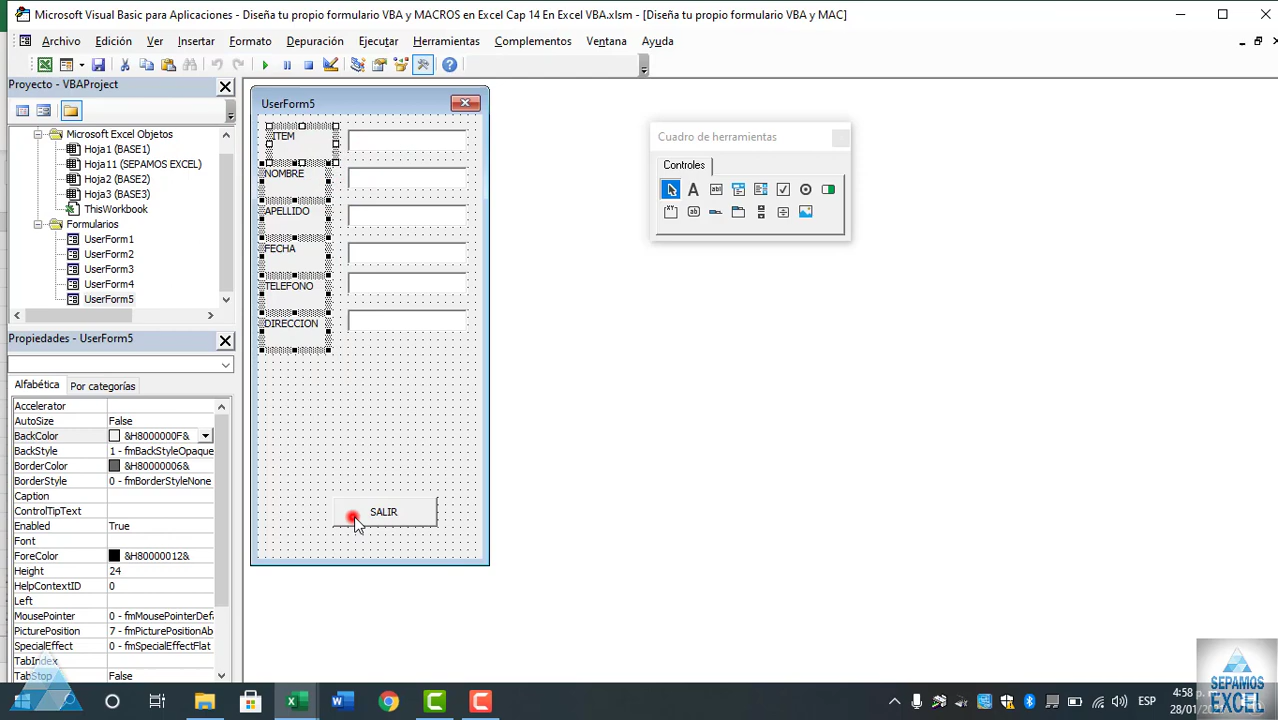 Microsoft Visual Basic para Aplicaciones - Diseña tu propio formulario VBA y MACROS en Excel Cap 14 En Excel VBA.xlsm - [Diseña tu propio formulario VBA y MAC]
Archivo Edición Ver Insertar Formato Depuración Ejecutar Herramientas Complementos Ventana Ayuda
Proyecto - VBAProject
Microsoft Excel Objetos
Hoja1 (BASE1)
Hoja11 (SEPAMOS EXCEL)
Hoja2 (BASE2)
Hoja3 (BASE3)
ThisWorkbook
Formularios
UserForm1
UserForm2
UserForm3
UserForm4
UserForm5
Propiedades - UserForm5
Alfabética Por categorías
Accelerator
AutoSize False
BackColor &H8000000F&
BackStyle 1 - fmBackStyleOpaque
BorderColor &H80000006&
BorderStyle 0 - fmBorderStyleNone
Caption
ControlTipText
Enabled True
Font
ForeColor &H80000012&
Height 24
HelpContextID 0
Left
MousePointer 0 - fmMousePointerDef
PicturePosition 7 - fmPicturePositionAb
SpecialEffect 0 - fmSpecialEffectFlat
TabIndex
TabStop False
UserForm5
ITEM
NOMBRE
APELLIDO
FECHA
TELEFONO
DIRECCION
SALIR
Cuadro de herramientas
Controles
SEPAMOS
EXCEL
ESP
4:58 p.
28/01/20